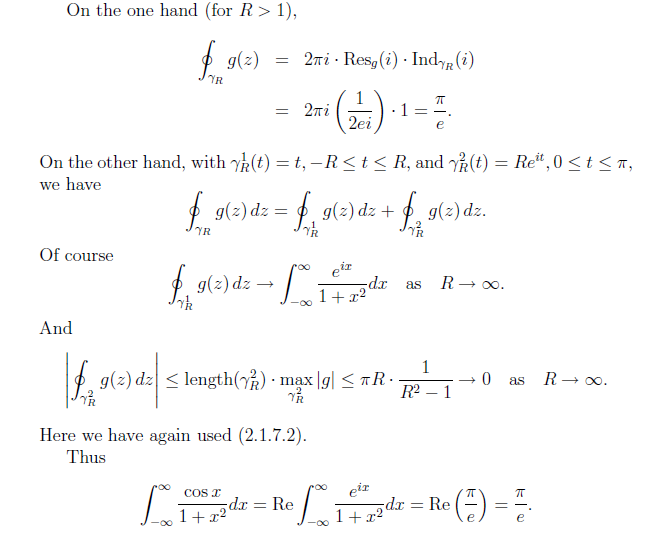 On the one hand (for R > 1),
∮_{γ_R} g(z) = 2πi · Res_g(i) · Ind_{γ_R}(i)
= 2πi (1/(2ei)) · 1 = π/e.
On the other hand, with γ_R^1(t) = t, −R ≤ t ≤ R, and γ_R^2(t) = Re^{it}, 0 ≤ t ≤ π,
we have
∮_{γ_R} g(z) dz = ∮_{γ_R^1} g(z) dz + ∮_{γ_R^2} g(z) dz.
Of course
∮_{γ_R^1} g(z) dz → ∫_{−∞}^{∞} e^{ix}/(1 + x^2) dx as R → ∞.
And
|∮_{γ_R^2} g(z) dz| ≤ length(γ_R^2) · max_{γ_R^2} |g| ≤ πR · 1/(R^2 − 1) → 0 as R → ∞.
Here we have again used (2.1.7.2).
Thus
∫_{−∞}^{∞} cos x/(1 + x^2) dx = Re ∫_{−∞}^{∞} e^{ix}/(1 + x^2) dx = Re (π/e) = π/e.